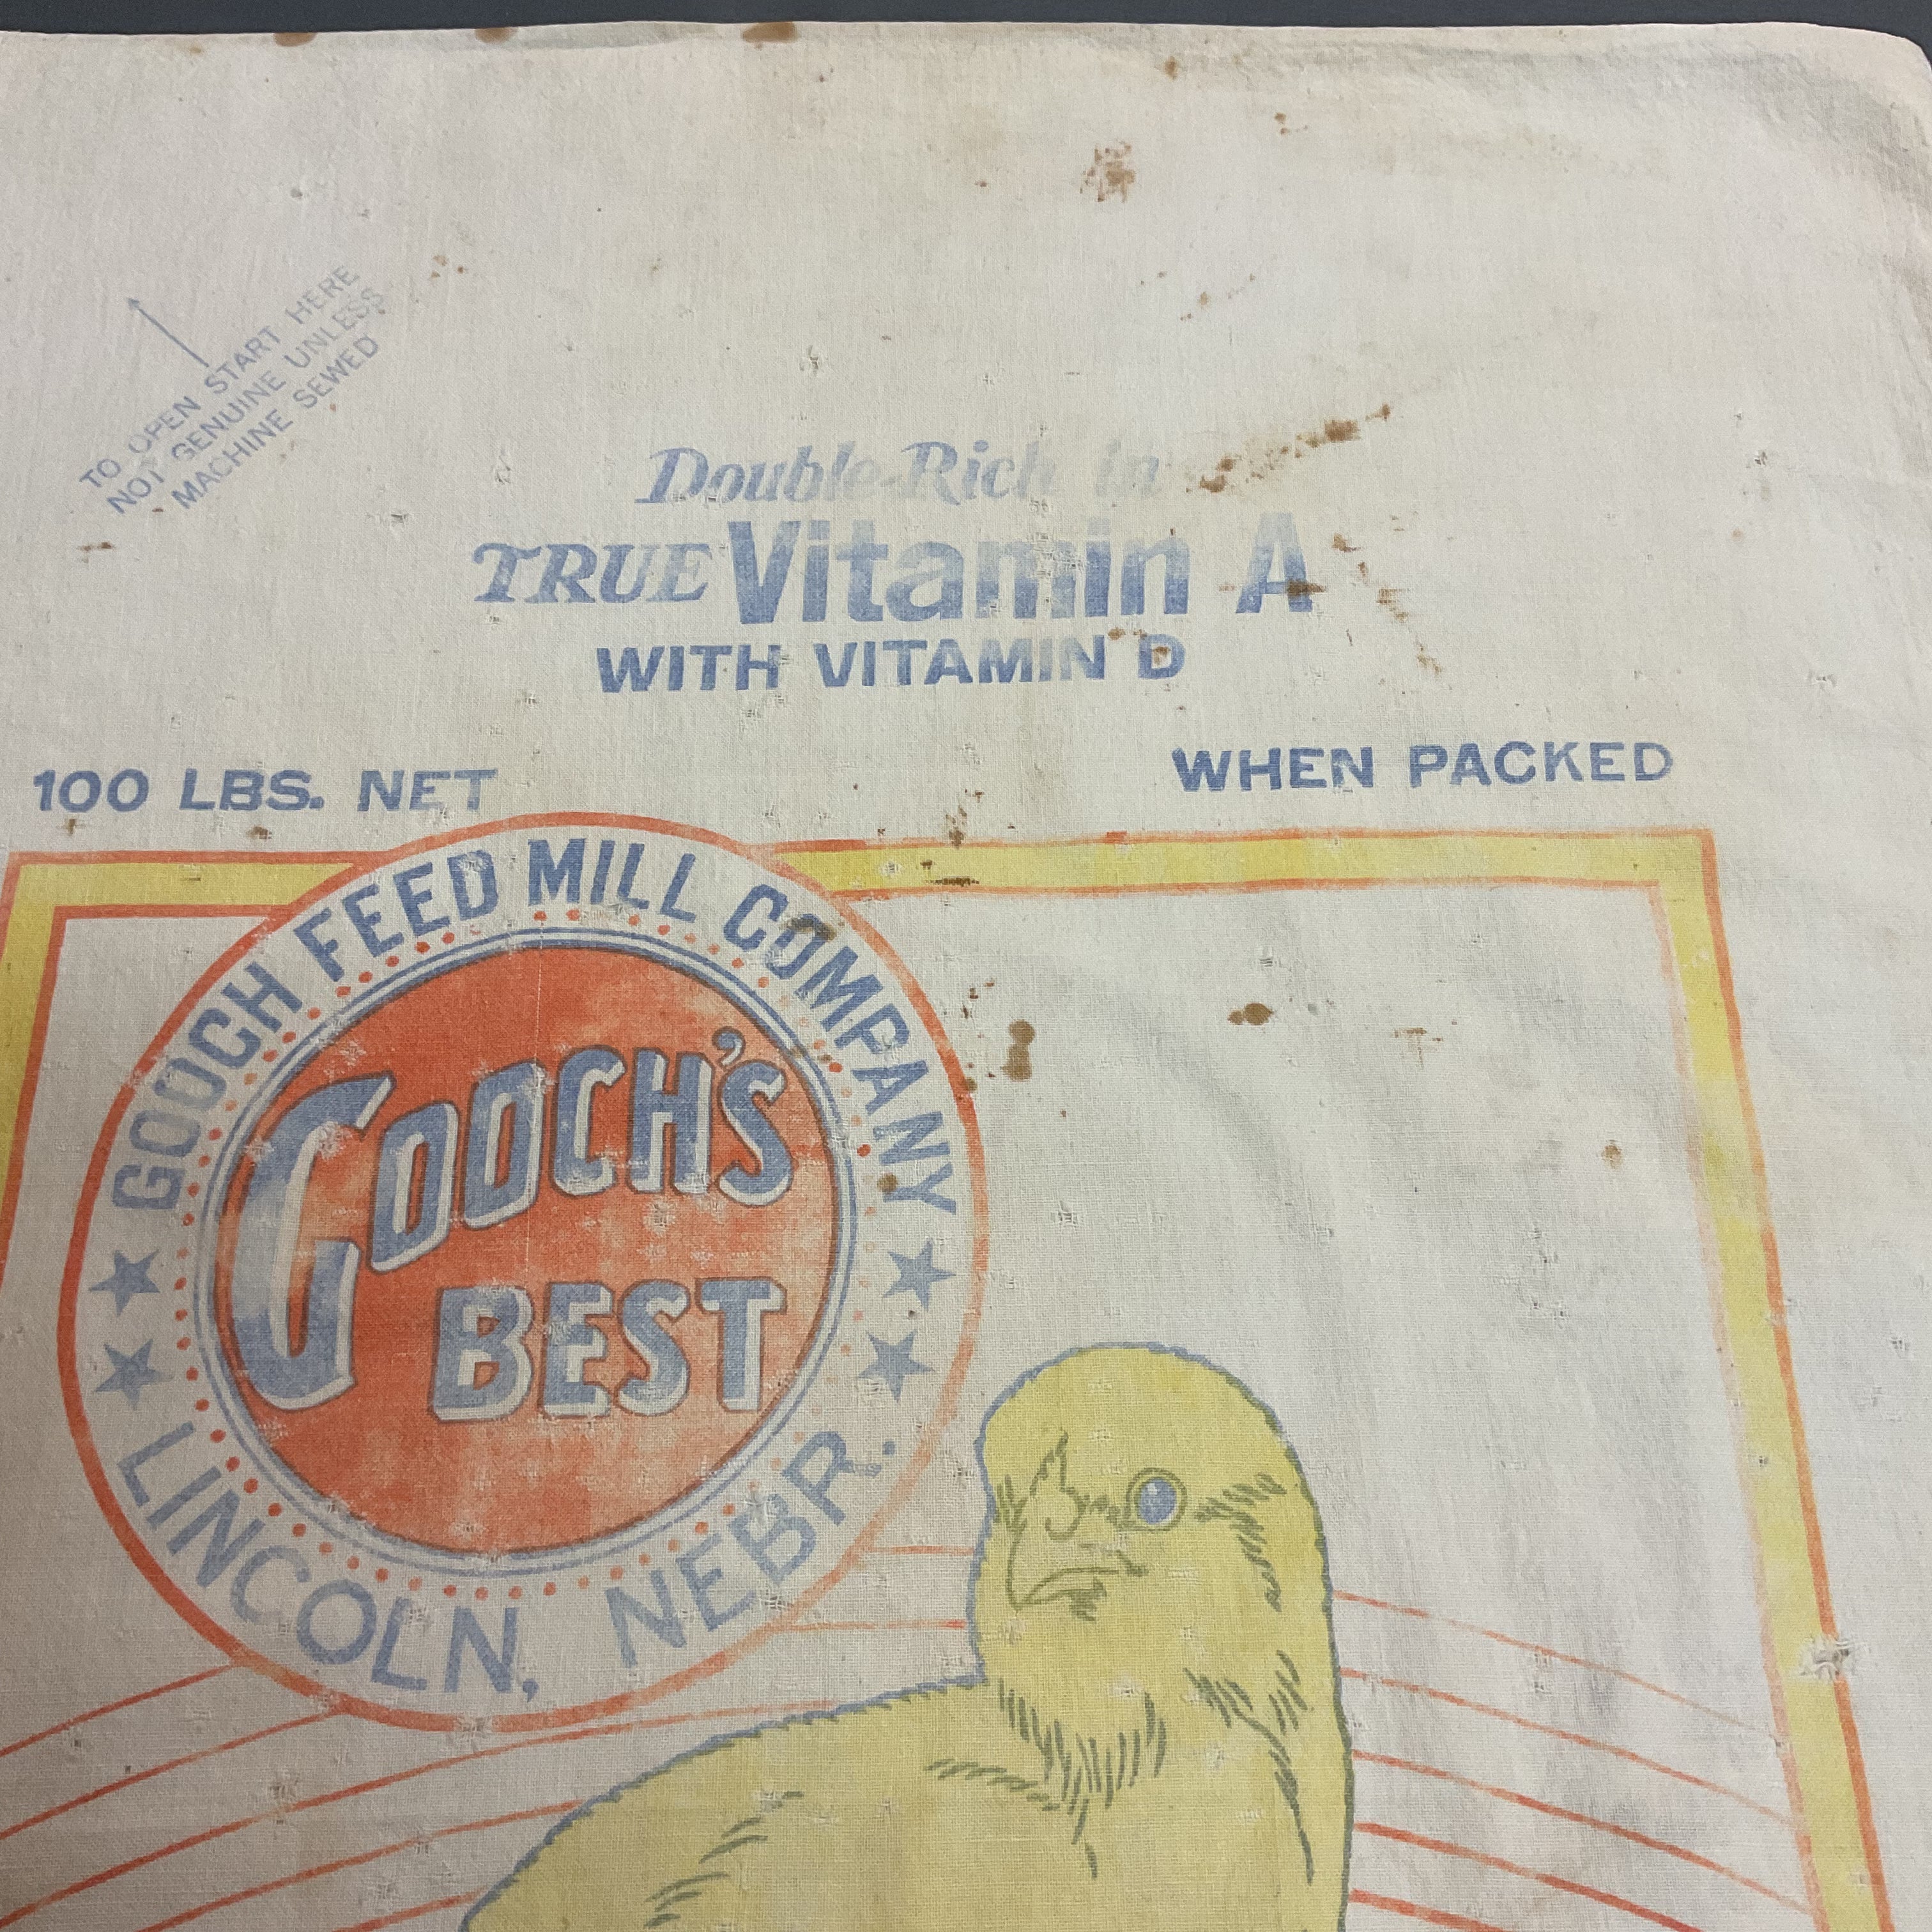 TO OPEN START HERE
NOT GENUINE UNLESS
MACHINE SEWED
Double-Rich in
TRUE Vitamin A
WITH VITAMIN D
100 LBS. NET
WHEN PACKED
GOOCH FEED MILL COMPANY
GOOCH'S
BEST
LINCOLN, NEBR.